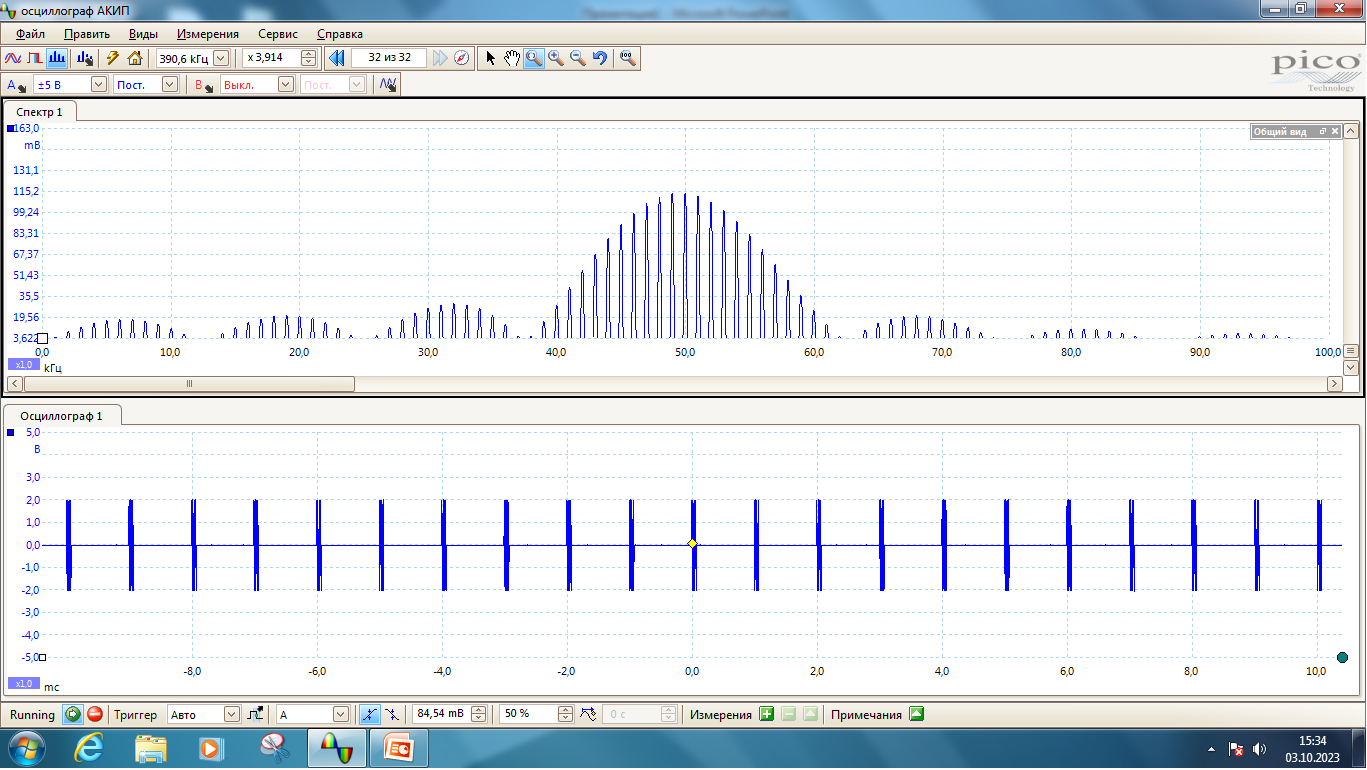 осциллограф АКИП
Файл Править Виды Измерения Сервис Справка
390,6 кГц x 3,914 32 из 32
pico
Technology
A ±5 В Пост. B Выкл. Пост.
Спектр 1
Общий вид
163,0
mВ
131,1
115,2
99,24
83,31
67,37
51,43
35,5
19,56
3,622
0,0 10,0 20,0 30,0 40,0 50,0 60,0 70,0 80,0 90,0 100,0
x1,0 кГц
Осциллограф 1
5,0
В
3,0
2,0
1,0
0,0
-1,0
-2,0
-3,0
-4,0
-5,0
-8,0 -6,0 -4,0 -2,0 0,0 2,0 4,0 6,0 8,0 10,0
x1,0 mc
Running Триггер Авто A 84,54 mВ 50 % 0 с Измерения Примечания
15:34
03.10.2023